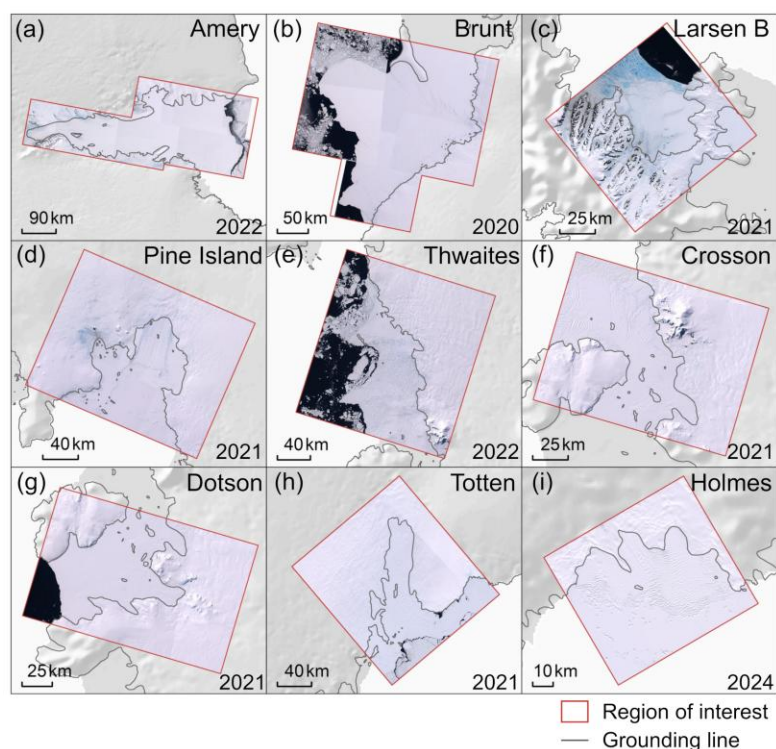 (a) Amery
90 km
2022
(b) Brunt
50 km
2020
(c) Larsen B
25 km
2021
(d) Pine Island
40 km
2021
(e) Thwaites
40 km
2022
(f) Crosson
25 km
2021
(g) Dotson
25 km
2021
(h) Totten
40 km
2021
(i) Holmes
10 km
2024
Region of interest
Grounding line